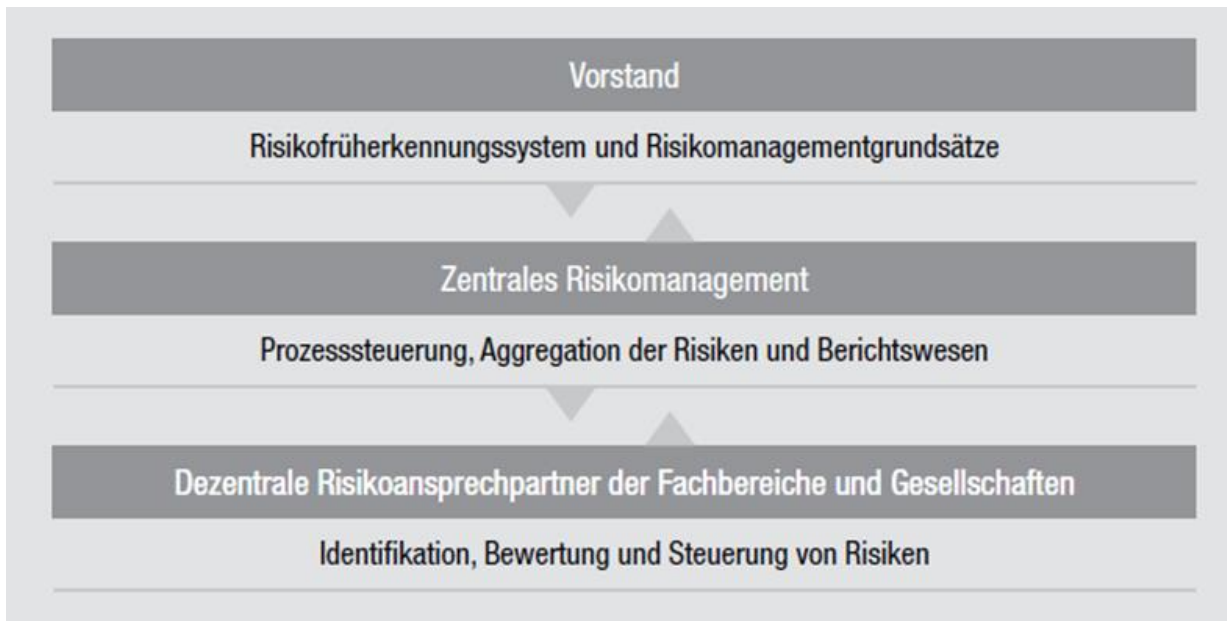 Vorstand
Risikofrüherkennungssystem und Risikomanagementgrundsätze
Zentrales Risikomanagement
Prozesssteuerung, Aggregation der Risiken und Berichtswesen
Dezentrale Risikoansprechpartner der Fachbereiche und Gesellschaften
Identifikation, Bewertung und Steuerung von Risiken